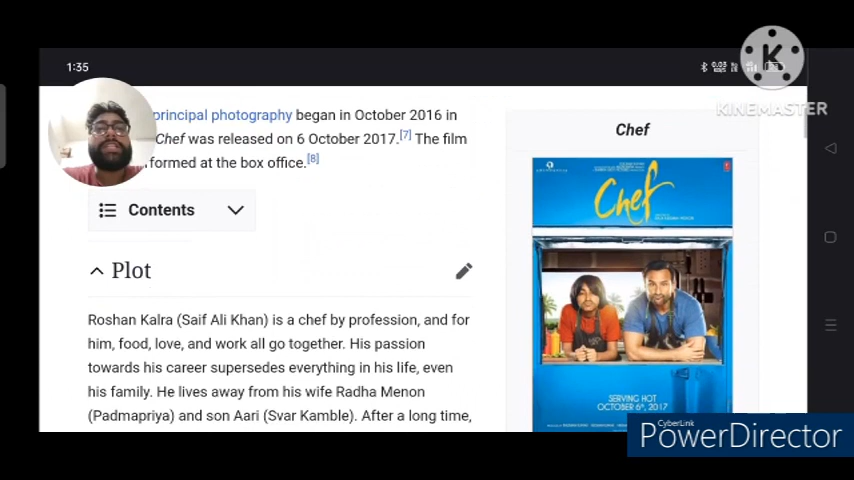 1:35
KINEMASTER
principal photography began in October 2016 in
Chef was released on 6 October 2017.[7] The film
formed at the box office.[8]
Contents
Plot
Roshan Kalra (Saif Ali Khan) is a chef by profession, and for
him, food, love, and work all go together. His passion
towards his career supersedes everything in his life, even
his family. He lives away from his wife Radha Menon
(Padmapriya) and son Aari (Svar Kamble). After a long time,
Chef
Chef
SERVING HOT
OCTOBER 6th, 2017
CyberLink
PowerDirector